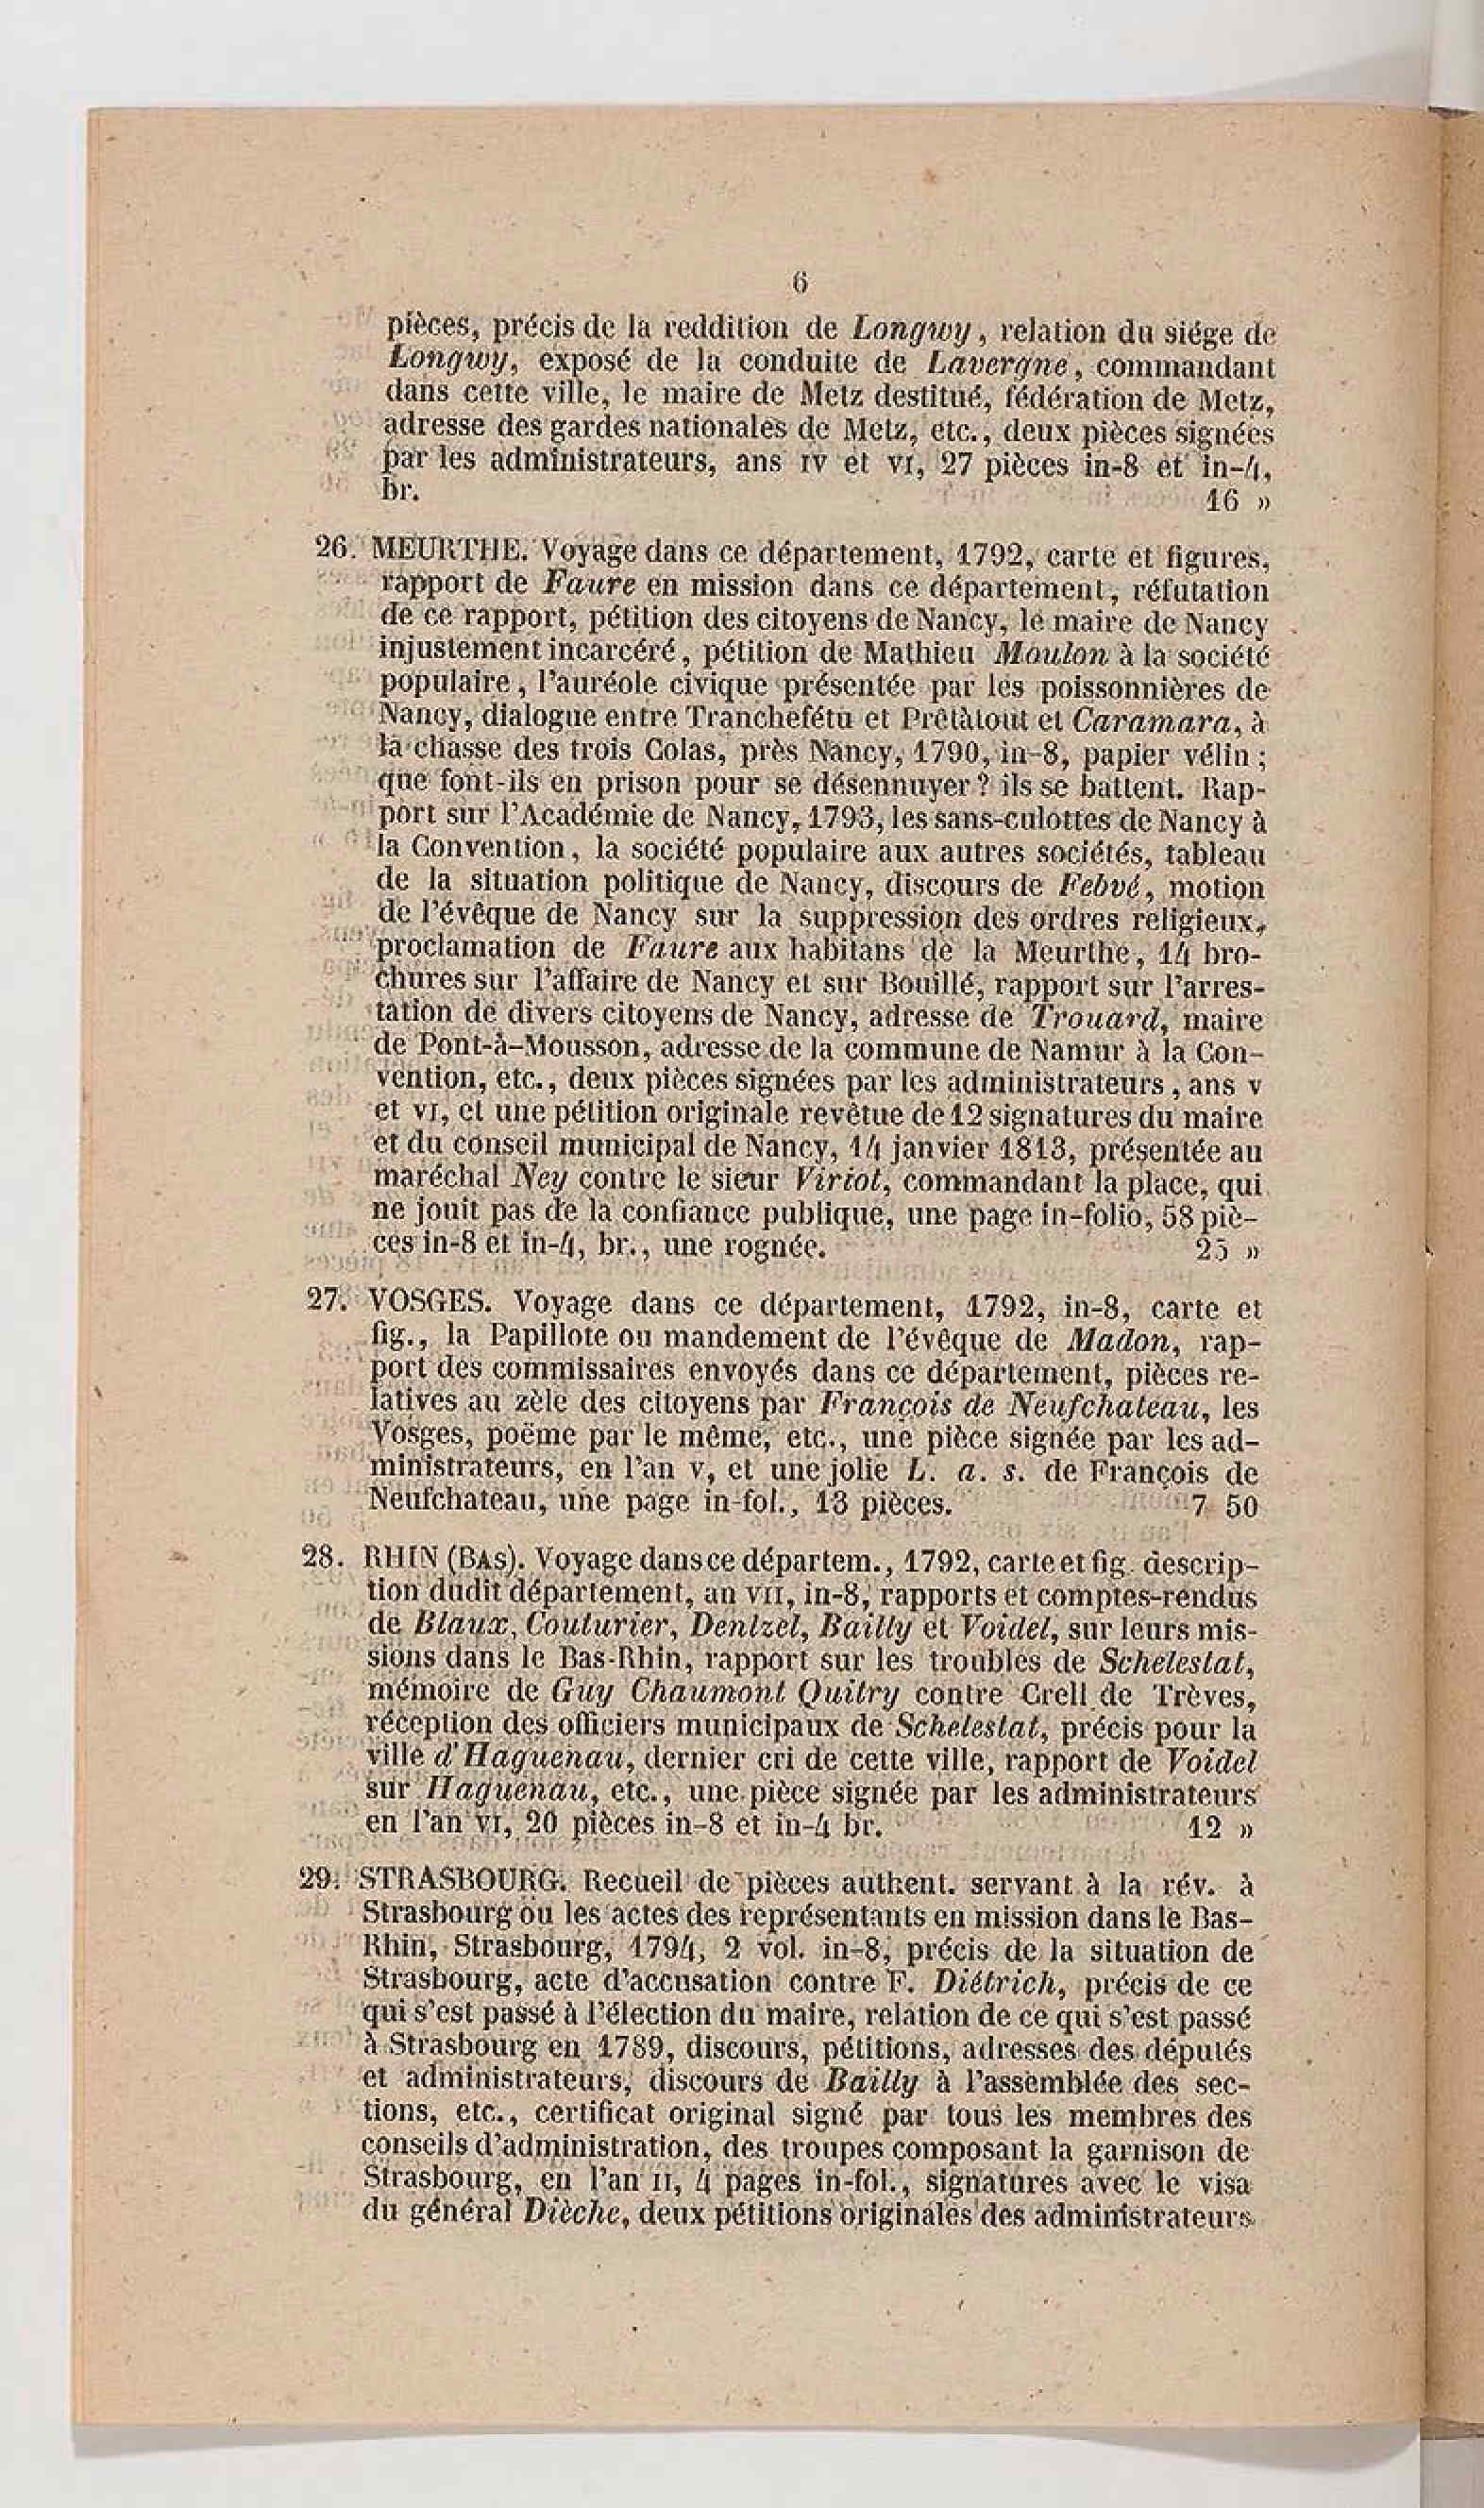 6
pièces, précis de la reddition de Longwy, relation du siége de
Longwy, exposé de la conduite de Lavergne, commandant
dans cette ville, le maire de Metz destitué, fédération de Metz,
adresse des gardes nationales de Metz, etc., deux pièces signées
par les administrateurs, ans IV et VI, 27 pièces in-8 et in-4,
br. 16 »
26. MEURTHE. Voyage dans ce département, 1792, carte et figures,
rapport de Faure en mission dans ce département, réfutation
de ce rapport, pétition des citoyens de Nancy, le maire de Nancy
injustement incarcéré, pétition de Mathieu Moulon à la société
populaire, l'auréole civique présentée par les poissonnières de
Nancy, dialogue entre Tranchefétu et Prêtàtout et Caramara, à
la chasse des trois Colas, près Nancy, 1790, in-8, papier vélin;
que font-ils en prison pour se désennuyer? ils se battent. Rap-
port sur l'Académie de Nancy, 1793, les sans-culottes de Nancy à
la Convention, la société populaire aux autres sociétés, tableau
de la situation politique de Nancy, discours de Febvé, motion
de l'évêque de Nancy sur la suppression des ordres religieux,
proclamation de Faure aux habitans de la Meurthe, 14 bro-
chures sur l'affaire de Nancy et sur Bouillé, rapport sur l'arres-
tation de divers citoyens de Nancy, adresse de Trouard, maire
de Pont-à-Mousson, adresse de la commune de Namur à la Con-
vention, etc., deux pièces signées par les administrateurs, ans V
et VI, et une pétition originale revêtue de 12 signatures du maire
et du conseil municipal de Nancy, 14 janvier 1813, présentée au
maréchal Ney contre le sieur Viriot, commandant la place, qui
ne jouit pas de la confiance publique, une page in-folio, 58 piè-
ces in-8 et in-4, br., une rognée. 25 »
27. VOSGES. Voyage dans ce département, 1792, in-8, carte et
fig., la Papillote ou mandement de l'évêque de Madon, rap-
port des commissaires envoyés dans ce département, pièces re-
latives au zèle des citoyens par François de Neufchateau, les
Vosges, poëme par le même, etc., une pièce signée par les ad-
ministrateurs, en l'an V, et une jolie L. a. s. de François de
Neufchateau, une page in-fol., 13 pièces. 7 50
28. RHIN (BAS). Voyage dans ce départem., 1792, carte et fig. descrip-
tion dudit département, an VII, in-8, rapports et comptes-rendus
de Blaux, Couturier, Dentzel, Bailly et Voidel, sur leurs mis-
sions dans le Bas-Rhin, rapport sur les troubles de Schelestat,
mémoire de Guy Chaumont Quitry contre Crell de Trèves,
réception des officiers municipaux de Schelestat, précis pour la
ville d'Haguenau, dernier cri de cette ville, rapport de Voidel
sur Haguenau, etc., une pièce signée par les administrateurs
en l'an VI, 20 pièces in-8 et in-4 br. 12 »
29. STRASBOURG. Recueil de pièces authent. servant à la rév. à
Strasbourg ou les actes des représentants en mission dans le Bas-
Rhin, Strasbourg, 1794, 2 vol. in-8, précis de la situation de
Strasbourg, acte d'accusation contre F. Diétrich, précis de ce
qui s'est passé à l'élection du maire, relation de ce qui s'est passé
à Strasbourg en 1789, discours, pétitions, adresses des députés
et administrateurs, discours de Bailly à l'assemblée des sec-
tions, etc., certificat original signé par tous les membres des
conseils d'administration, des troupes composant la garnison de
Strasbourg, en l'an II, 4 pages in-fol., signatures avec le visa
du général Dièche, deux pétitions originales des administrateurs